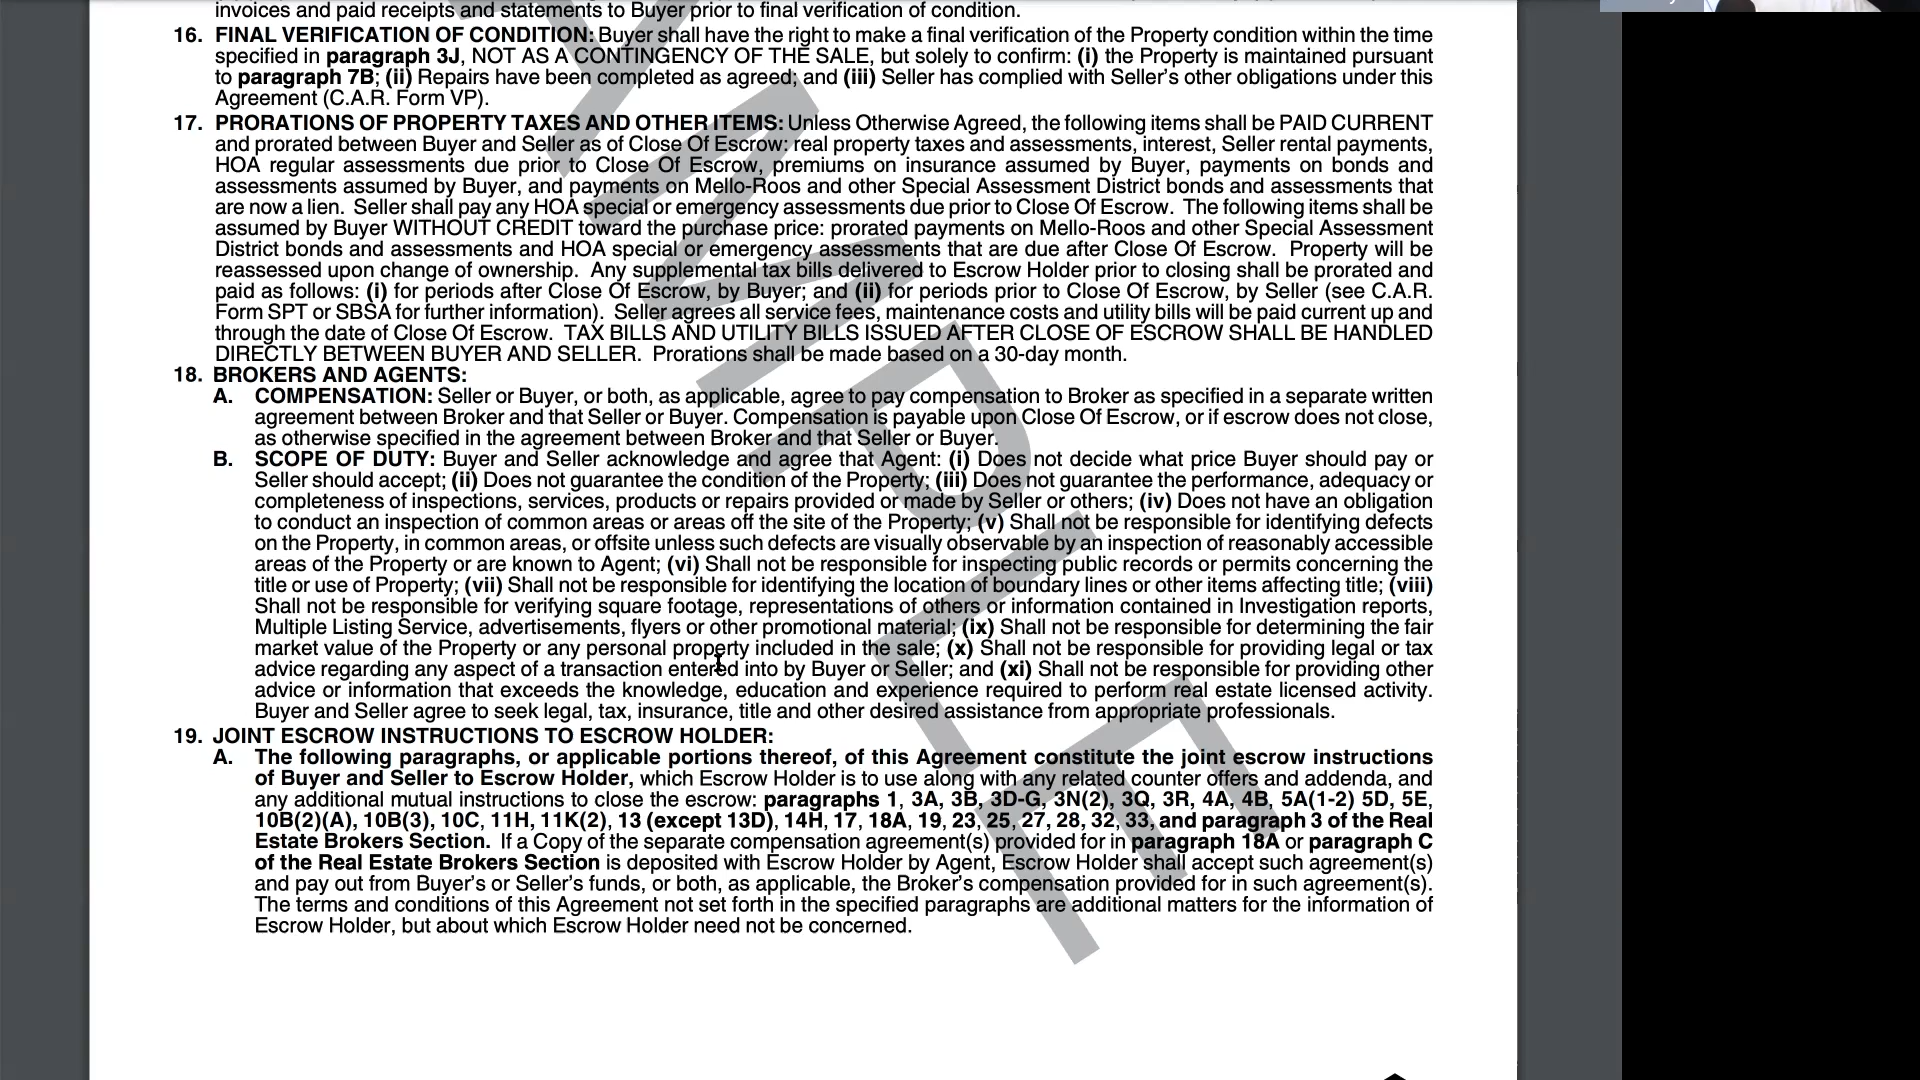 invoices and paid receipts and statements to Buyer prior to final verification of condition.
16. FINAL VERIFICATION OF CONDITION: Buyer shall have the right to make a final verification of the Property condition within the time
specified in paragraph 3J, NOT AS A CONTINGENCY OF THE SALE, but solely to confirm: (i) the Property is maintained pursuant
to paragraph 7B; (ii) Repairs have been completed as agreed; and (iii) Seller has complied with Seller's other obligations under this
Agreement (C.A.R. Form VP).
17. PRORATIONS OF PROPERTY TAXES AND OTHER ITEMS: Unless Otherwise Agreed, the following items shall be PAID CURRENT
and prorated between Buyer and Seller as of Close Of Escrow: real property taxes and assessments, interest, Seller rental payments,
HOA regular assessments due prior to Close Of Escrow, premiums on insurance assumed by Buyer, payments on bonds and
assessments assumed by Buyer, and payments on Mello-Roos and other Special Assessment District bonds and assessments that
are now a lien. Seller shall pay any HOA special or emergency assessments due prior to Close Of Escrow. The following items shall be
assumed by Buyer WITHOUT CREDIT toward the purchase price: prorated payments on Mello-Roos and other Special Assessment
District bonds and assessments and HOA special or emergency assessments that are due after Close Of Escrow. Property will be
reassessed upon change of ownership. Any supplemental tax bills delivered to Escrow Holder prior to closing shall be prorated and
paid as follows: (i) for periods after Close Of Escrow, by Buyer; and (ii) for periods prior to Close Of Escrow, by Seller (see C.A.R.
Form SPT or SBSA for further information). Seller agrees all service fees, maintenance costs and utility bills will be paid current up and
through the date of Close Of Escrow. TAX BILLS AND UTILITY BILLS ISSUED AFTER CLOSE OF ESCROW SHALL BE HANDLED
DIRECTLY BETWEEN BUYER AND SELLER. Prorations shall be made based on a 30-day month.
18. BROKERS AND AGENTS:
A. COMPENSATION: Seller or Buyer, or both, as applicable, agree to pay compensation to Broker as specified in a separate written
agreement between Broker and that Seller or Buyer. Compensation is payable upon Close Of Escrow, or if escrow does not close,
as otherwise specified in the agreement between Broker and that Seller or Buyer.
B. SCOPE OF DUTY: Buyer and Seller acknowledge and agree that Agent: (i) Does not decide what price Buyer should pay or
Seller should accept; (ii) Does not guarantee the condition of the Property; (iii) Does not guarantee the performance, adequacy or
completeness of inspections, services, products or repairs provided or made by Seller or others; (iv) Does not have an obligation
to conduct an inspection of common areas or areas off the site of the Property; (v) Shall not be responsible for identifying defects
on the Property, in common areas, or offsite unless such defects are visually observable by an inspection of reasonably accessible
areas of the Property or are known to Agent; (vi) Shall not be responsible for inspecting public records or permits concerning the
title or use of Property; (vii) Shall not be responsible for identifying the location of boundary lines or other items affecting title; (viii)
Shall not be responsible for verifying square footage, representations of others or information contained in Investigation reports,
Multiple Listing Service, advertisements, flyers or other promotional material; (ix) Shall not be responsible for determining the fair
market value of the Property or any personal property included in the sale; (x) Shall not be responsible for providing legal or tax
advice regarding any aspect of a transaction entered into by Buyer or Seller; and (xi) Shall not be responsible for providing other
advice or information that exceeds the knowledge, education and experience required to perform real estate licensed activity.
Buyer and Seller agree to seek legal, tax, insurance, title and other desired assistance from appropriate professionals.
19. JOINT ESCROW INSTRUCTIONS TO ESCROW HOLDER:
A. The following paragraphs, or applicable portions thereof, of this Agreement constitute the joint escrow instructions
of Buyer and Seller to Escrow Holder, which Escrow Holder is to use along with any related counter offers and addenda, and
any additional mutual instructions to close the escrow: paragraphs 1, 3A, 3B, 3D-G, 3N(2), 3Q, 3R, 4A, 4B, 5A(1-2) 5D, 5E,
10B(2)(A), 10B(3), 10C, 11H, 11K(2), 13 (except 13D), 14H, 17, 18A, 19, 23, 25, 27, 28, 32, 33, and paragraph 3 of the Real
Estate Brokers Section. If a Copy of the separate compensation agreement(s) provided for in paragraph 18A or paragraph C
of the Real Estate Brokers Section is deposited with Escrow Holder by Agent, Escrow Holder shall accept such agreement(s)
and pay out from Buyer's or Seller's funds, or both, as applicable, the Broker's compensation provided for in such agreement(s).
The terms and conditions of this Agreement not set forth in the specified paragraphs are additional matters for the information of
Escrow Holder, but about which Escrow Holder need not be concerned.